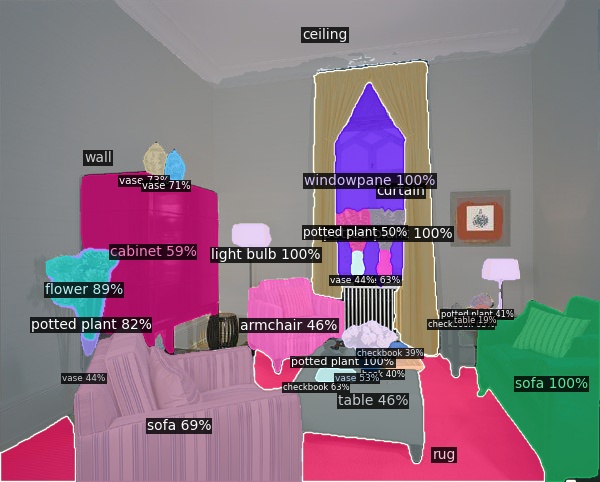 ceiling
wall
vase 73%
vase 71%
windowpane 100%
curtain
cabinet 59%
potted plant 50%
100%
light bulb 100%
vase 44%
63%
flower 89%
potted plant 41%
table 19%
potted plant 82%
armchair 46%
checkbook 39%
potted plant 100%
vase 44%
vase 53%
40%
checkbook 63%
sofa 100%
table 46%
sofa 69%
rug